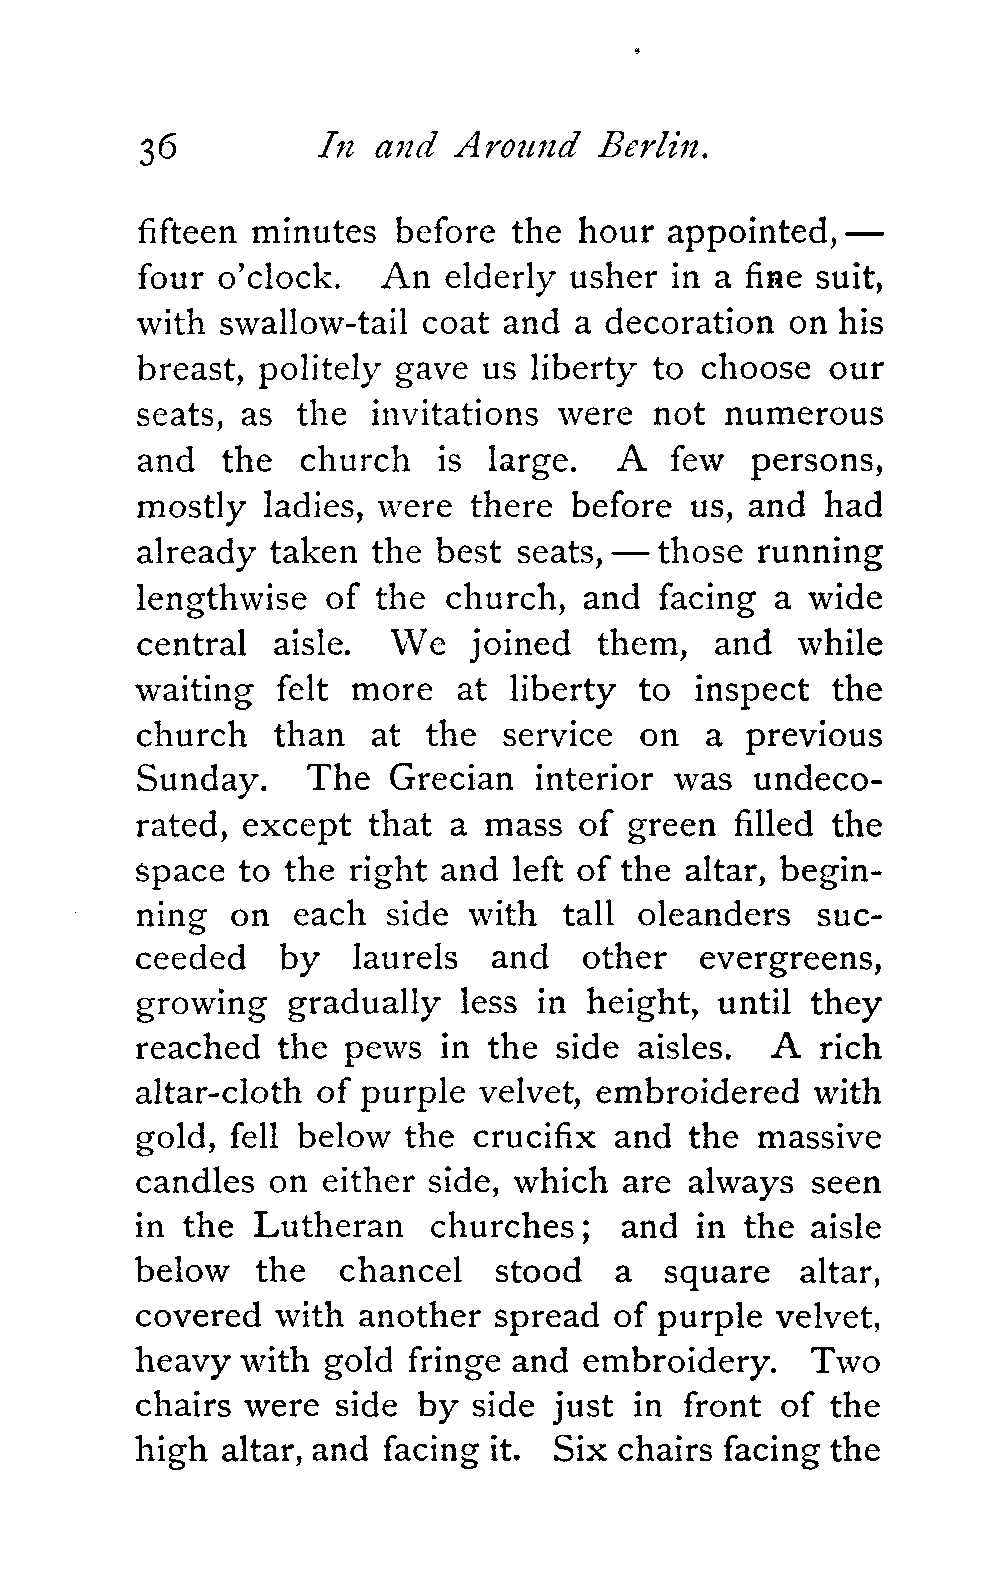 36 In and Around Berlin.
fifteen minutes before the hour appointed, —
four o'clock. An elderly usher in a fine suit,
with swallow-tail coat and a decoration on his
breast, politely gave us liberty to choose our
seats, as the invitations were not numerous
and the church is large. A few persons,
mostly ladies, were there before us, and had
already taken the best seats, — those running
lengthwise of the church, and facing a wide
central aisle. We joined them, and while
waiting felt more at liberty to inspect the
church than at the service on a previous
Sunday. The Grecian interior was undeco-
rated, except that a mass of green filled the
space to the right and left of the altar, begin-
ning on each side with tall oleanders suc-
ceeded by laurels and other evergreens,
growing gradually less in height, until they
reached the pews in the side aisles. A rich
altar-cloth of purple velvet, embroidered with
gold, fell below the crucifix and the massive
candles on either side, which are always seen
in the Lutheran churches; and in the aisle
below the chancel stood a square altar,
covered with another spread of purple velvet,
heavy with gold fringe and embroidery. Two
chairs were side by side just in front of the
high altar, and facing it. Six chairs facing the